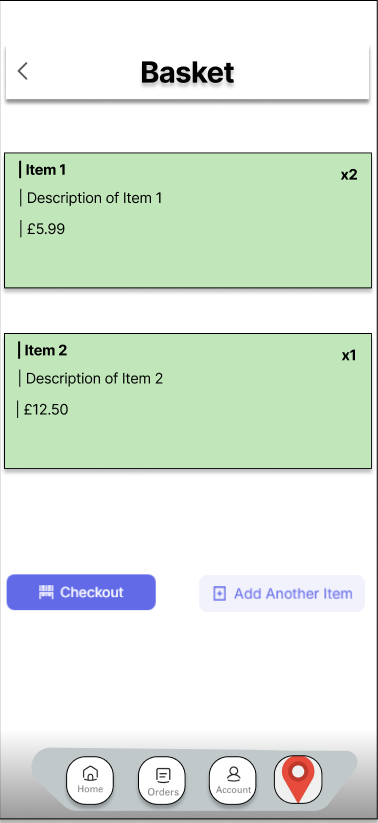 Basket
Item 1
x2
Description of Item 1
£5.99
Item 2
x1
Description of Item 2
£12.50
Checkout
Add Another Item
Home
Orders
Account